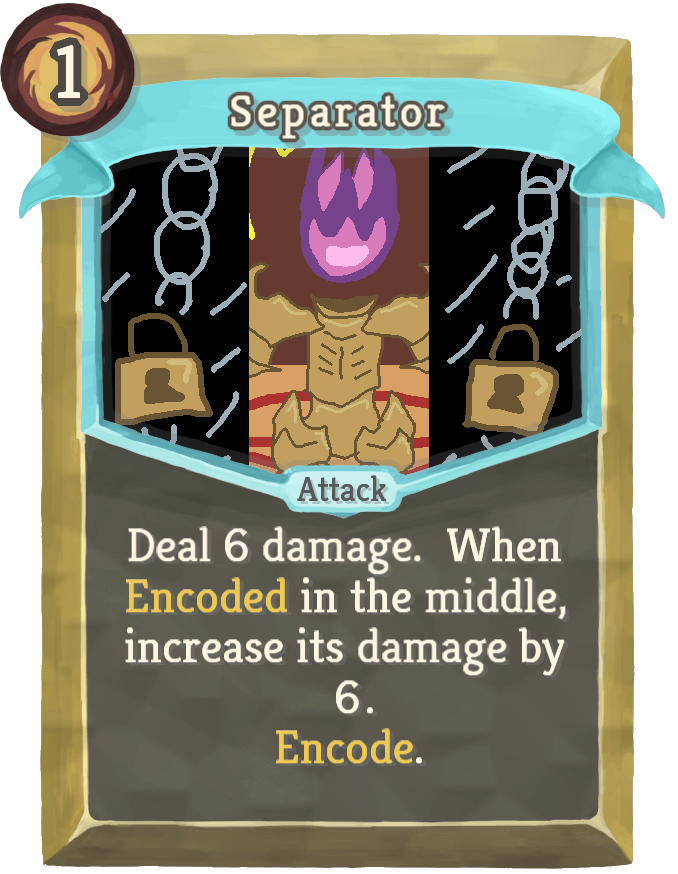 1
Separator
Attack
Deal 6 damage. When
Encoded in the middle,
increase its damage by
6.
Encode.